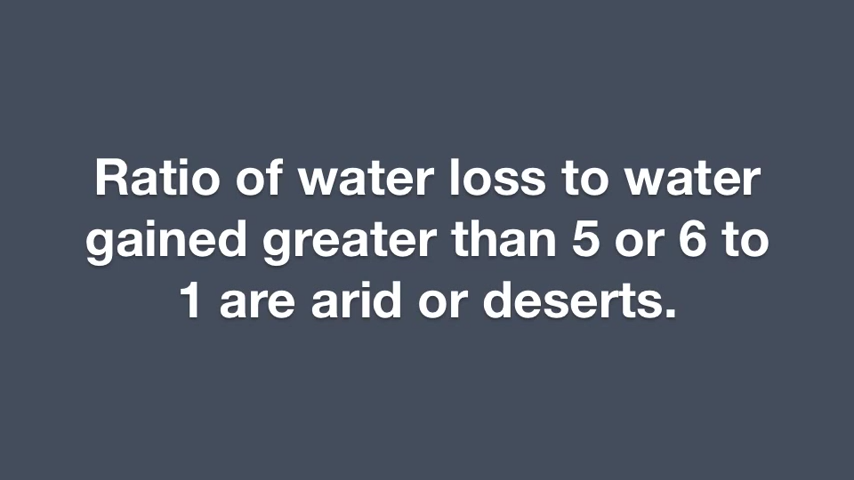 Ratio of water loss to water
gained greater than 5 or 6 to
1 are arid or deserts.